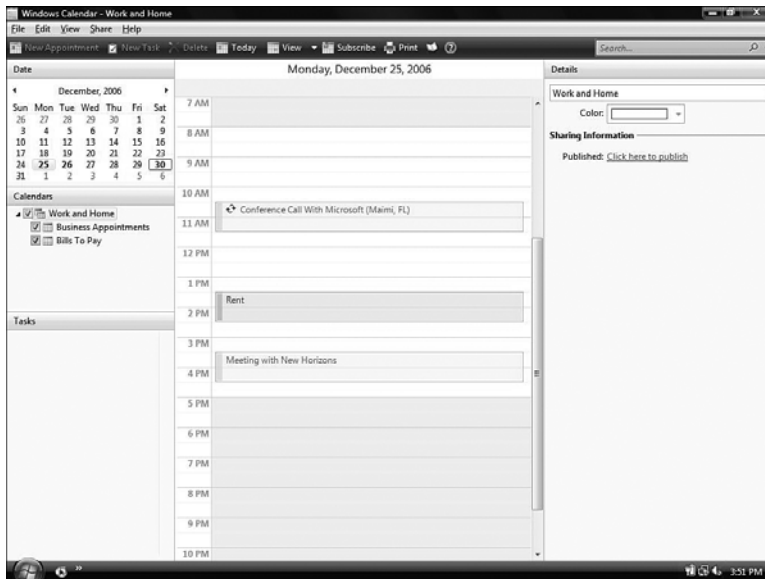 Windows Calendar - Work and Home
File Edit View Share Help
New Appointment New Task Delete Today View Subscribe Print
Search...
Date
December, 2006
Sun Mon Tue Wed Thu Fri Sat
26 27 28 29 30 1 2
3 4 5 6 7 8 9
10 11 12 13 14 15 16
17 18 19 20 21 22 23
24 25 26 27 28 29 30
31 1 2 3 4 5 6
Calendars
Work and Home
Business Appointments
Bills To Pay
Tasks
Monday, December 25, 2006
7 AM
8 AM
9 AM
10 AM
Conference Call With Microsoft (Maimi, FL)
11 AM
12 PM
1 PM
Rent
2 PM
3 PM
Meeting with New Horizons
4 PM
5 PM
6 PM
7 PM
8 PM
9 PM
10 PM
Details
Work and Home
Color:
Sharing Information
Published: Click here to publish
3:51 PM